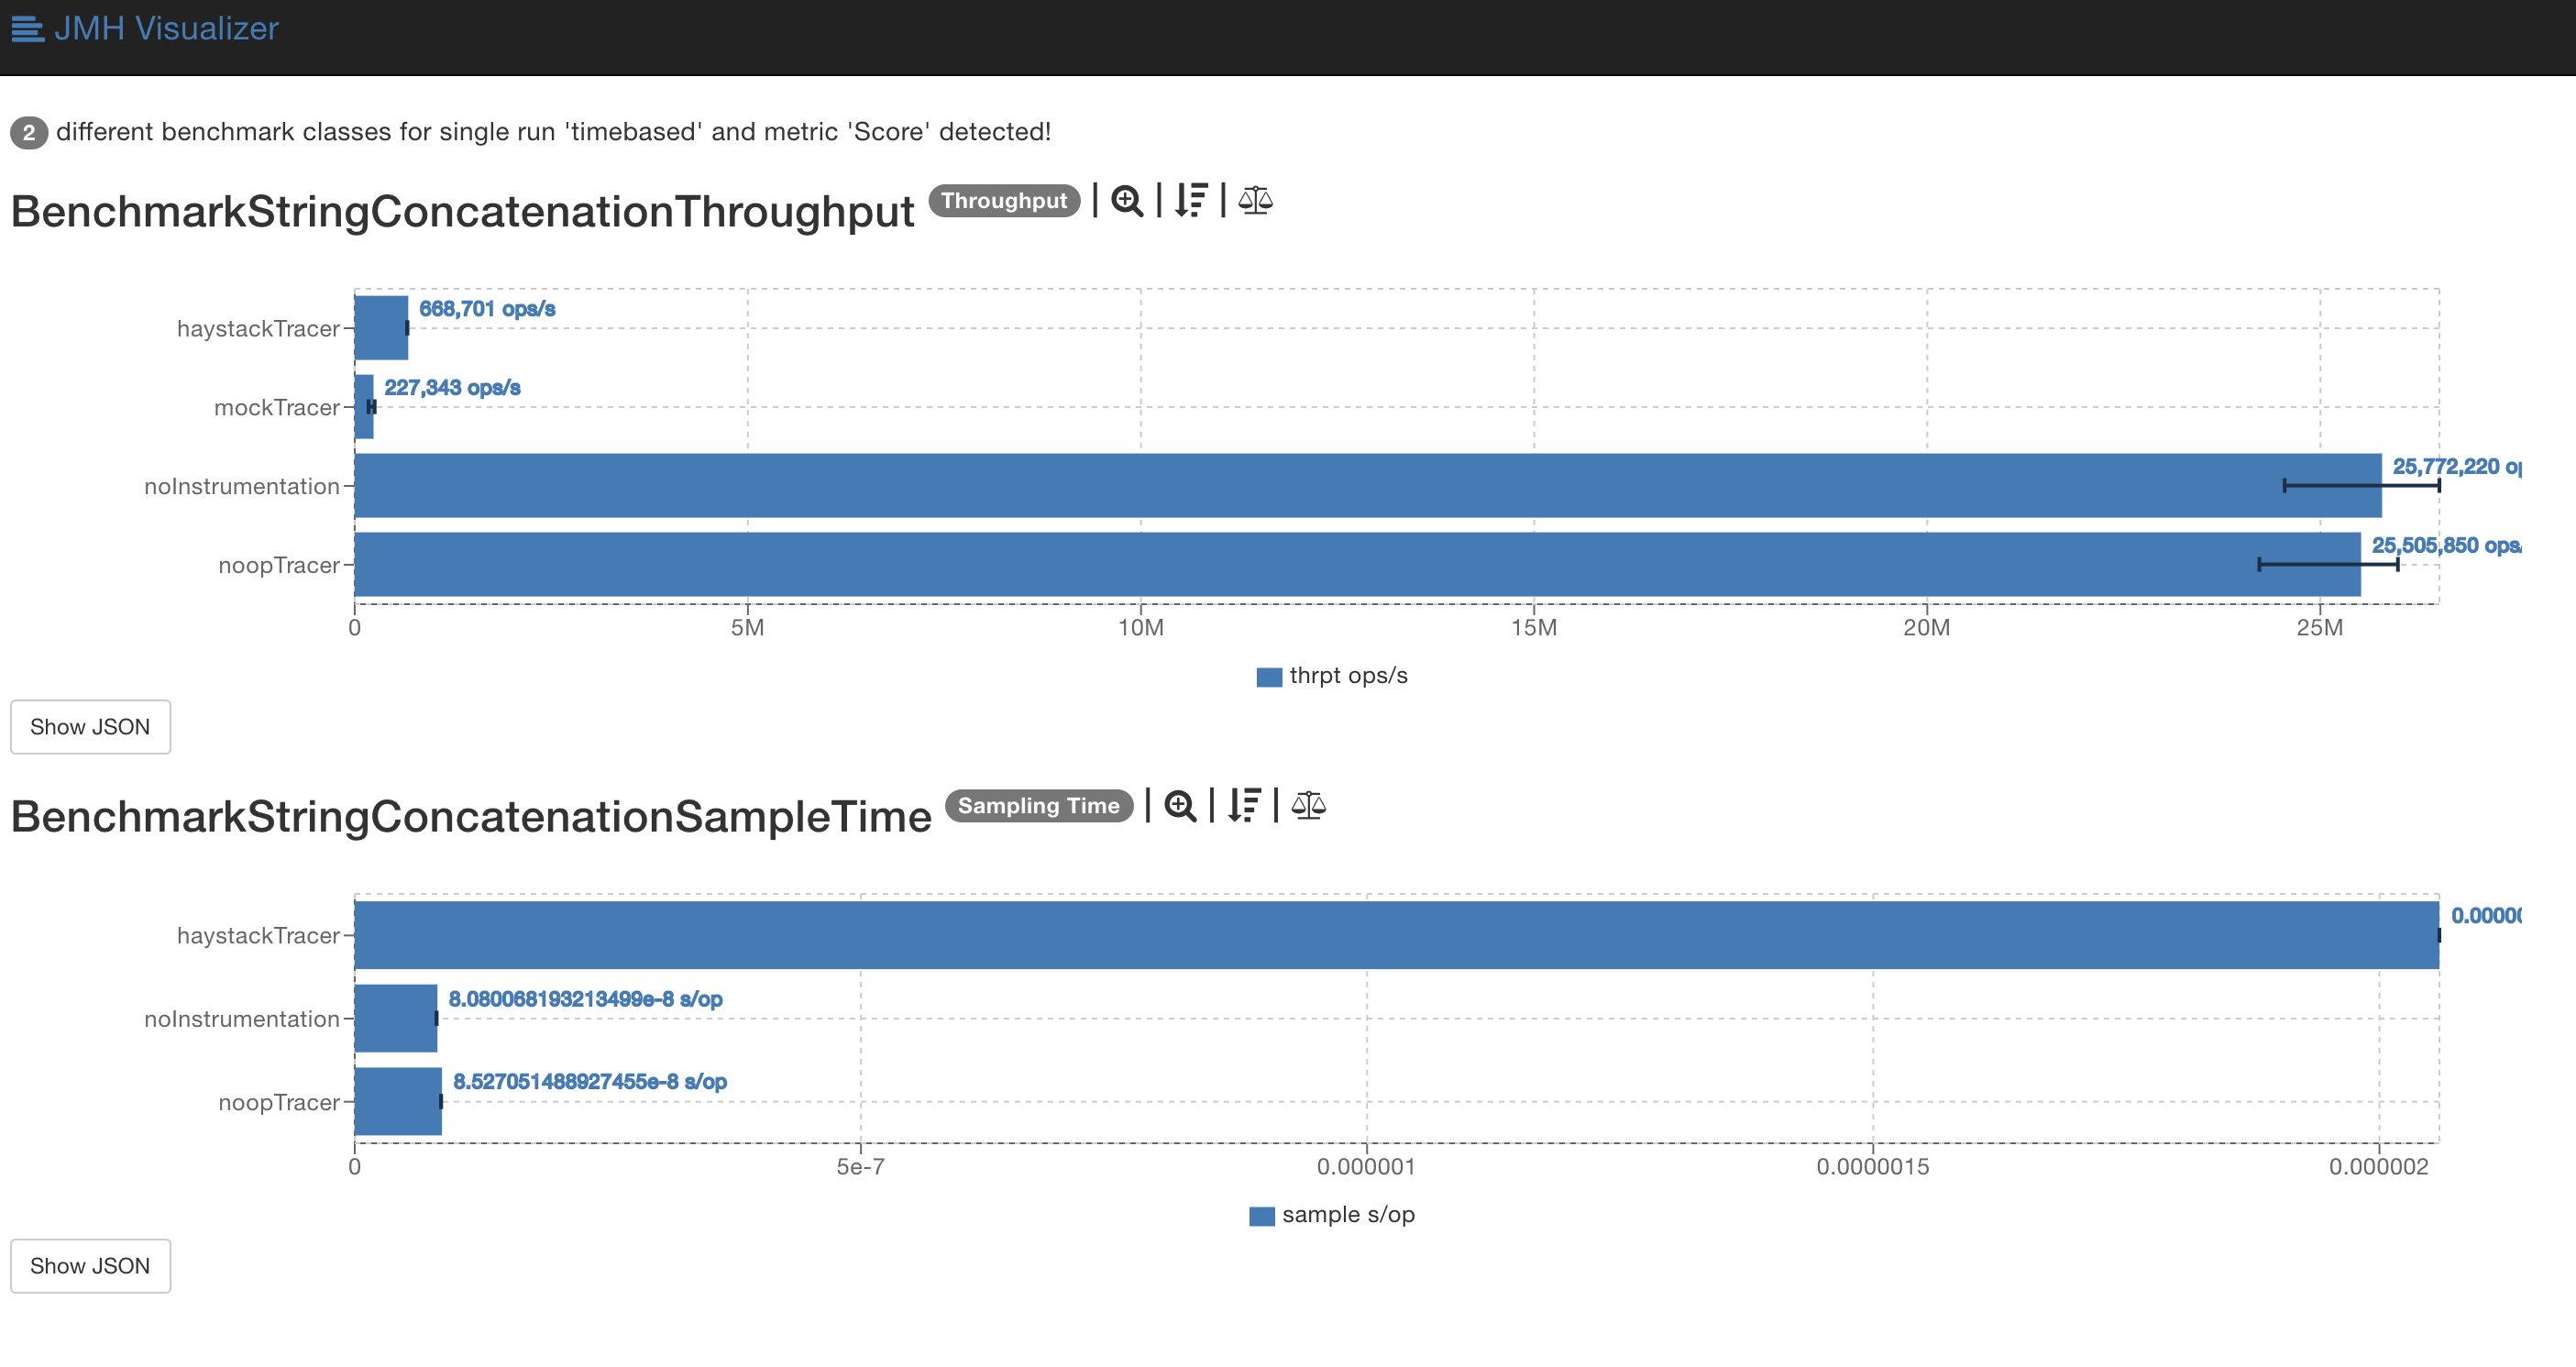 JMH Visualizer
2 different benchmark classes for single run 'timebased' and metric 'Score' detected!
BenchmarkStringConcatenationThroughput Throughput
haystackTracer 668,701 ops/s
mockTracer 227,343 ops/s
noInstrumentation 25,772,220 op
noopTracer 25,505,850 ops/
0 5M 10M 15M 20M 25M
thrpt ops/s
Show JSON
BenchmarkStringConcatenationSampleTime Sampling Time
haystackTracer 0.00000
noInstrumentation 8.080068193213499e-8 s/op
noopTracer 8.527051488927455e-8 s/op
0 5e-7 0.000001 0.0000015 0.000002
sample s/op
Show JSON